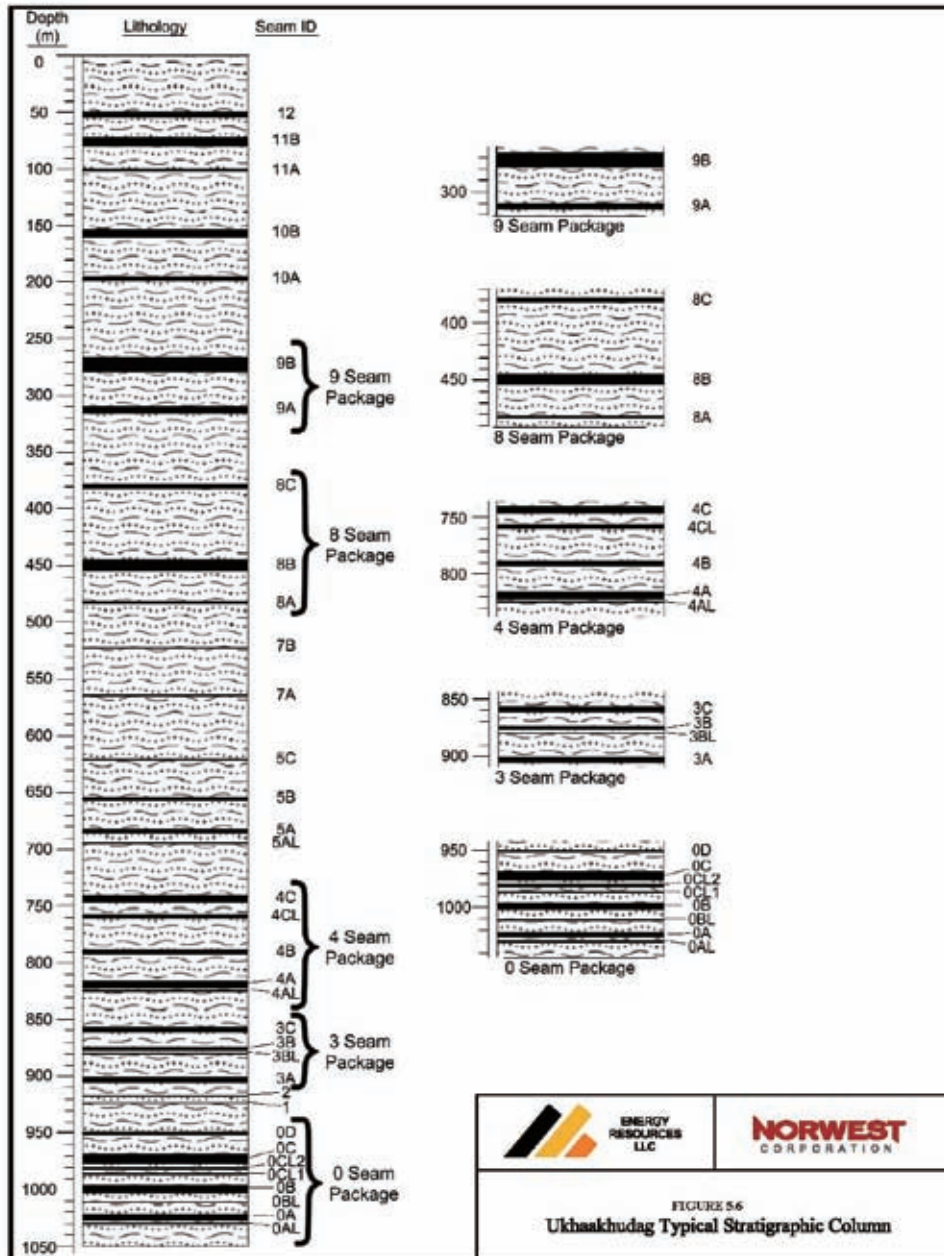 Depth
(m)
Lithology
Seam ID
0
50
100
150
200
250
300
350
400
450
500
550
600
650
700
750
800
850
900
950
1000
1050
12
11B
11A
10B
10A
9B
9A
8C
8B
8A
7B
7A
5C
5B
5A
5AL
4C
4CL
4B
4A
4AL
3C
3B
3BL
3A
2
1
0D
0C
0CL2
0CL1
0B
0BL
0A
0AL
9 Seam
Package
8 Seam
Package
4 Seam
Package
3 Seam
Package
0 Seam
Package
300
9B
9A
9 Seam Package
400
450
8C
8B
8A
8 Seam Package
750
800
4C
4CL
4B
4A
4AL
4 Seam Package
850
900
3C
3B
3BL
3A
3 Seam Package
950
1000
0D
0C
0CL2
0CL1
0B
0BL
0A
0AL
0 Seam Package
ENERGY
RESOURCES
LLC
NORWEST
CORPORATION
FIGURE 5.6
Ukhaakhudag Typical Stratigraphic Column